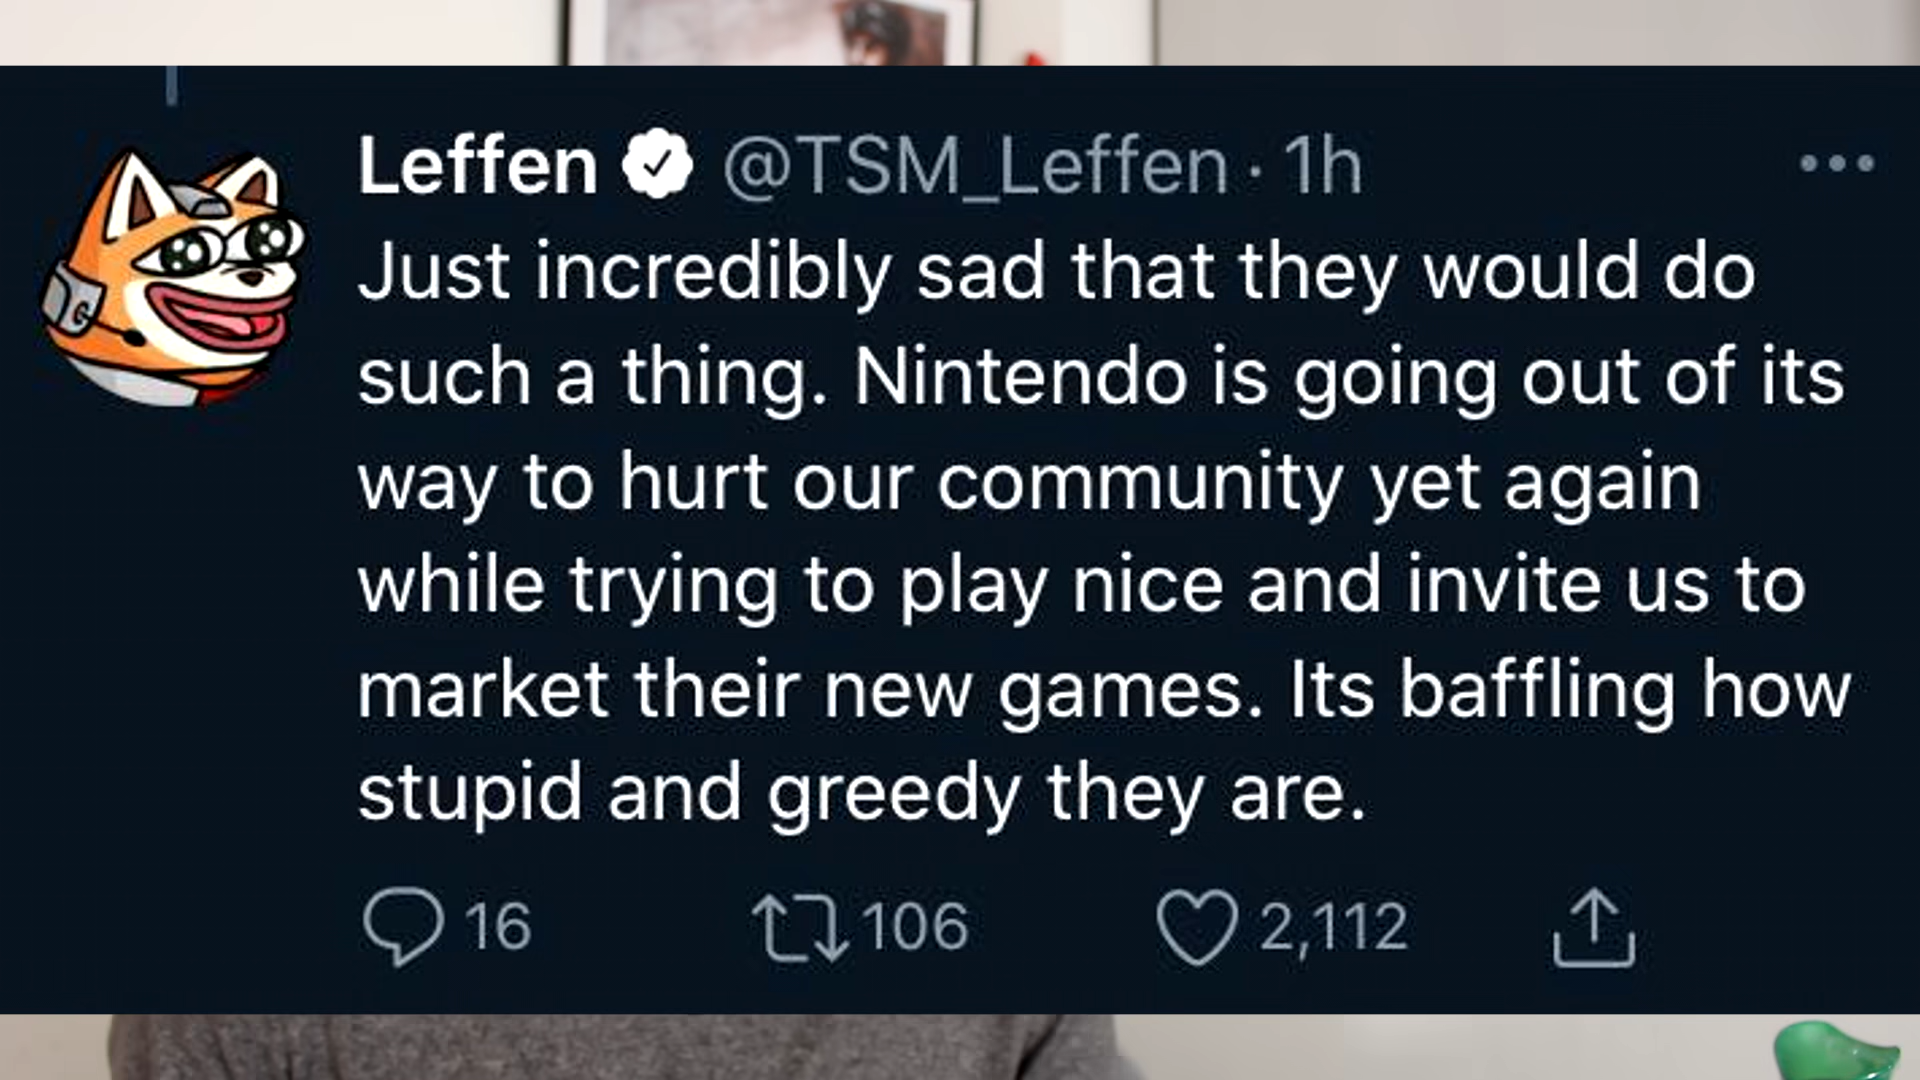 Leffen @TSM_Leffen · 1h
Just incredibly sad that they would do
such a thing. Nintendo is going out of its
way to hurt our community yet again
while trying to play nice and invite us to
market their new games. Its baffling how
stupid and greedy they are.
16 106 2,112